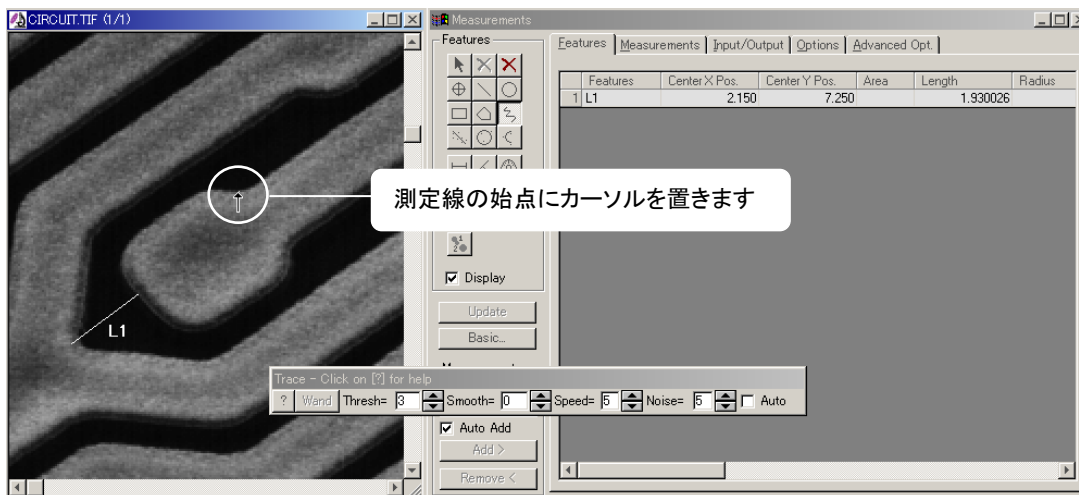 CIRCUIT.TIF (1/1)
L1
Measurements
Features
Display
Update
Basic...
Features Measurements Input/Output Options Advanced Opt.
Features Center X Pos. Center Y Pos. Area Length Radius
1 L1 2.150 7.250 1.930026
測定線の始点にカーソルを置きます
Trace - Click on [?] for help
? Wand Thresh= 3 Smooth= 0 Speed= 5 Noise= 5 Auto
Auto Add
Add >
Remove <